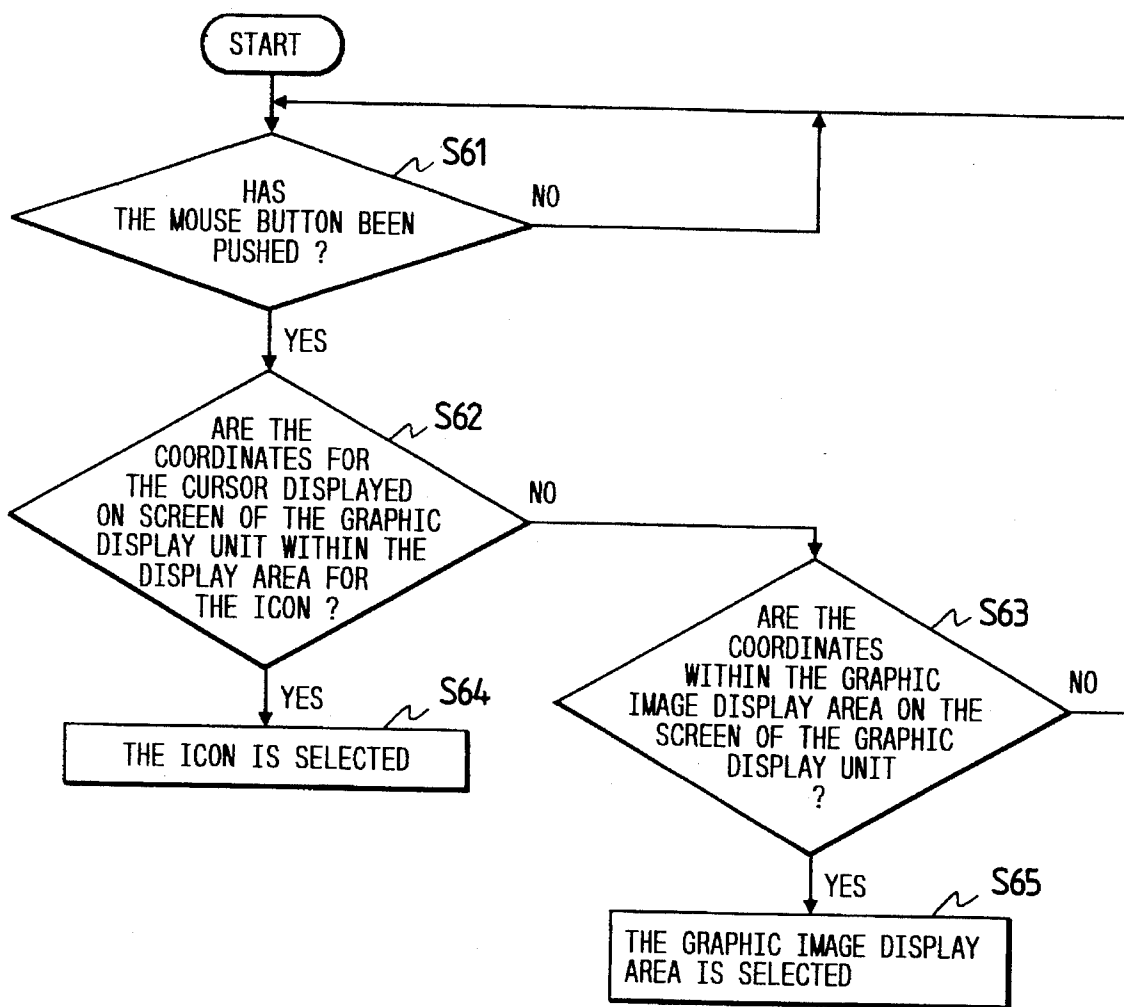 START
S61
HAS
THE MOUSE BUTTON BEEN
PUSHED ?
NO
YES
S62
ARE THE
COORDINATES FOR
THE CURSOR DISPLAYED
ON SCREEN OF THE GRAPHIC
DISPLAY UNIT WITHIN THE
DISPLAY AREA FOR
THE ICON ?
NO
YES
S64
THE ICON IS SELECTED
S63
ARE THE
COORDINATES
WITHIN THE GRAPHIC
IMAGE DISPLAY AREA ON THE
SCREEN OF THE GRAPHIC
DISPLAY UNIT
?
NO
YES
S65
THE GRAPHIC IMAGE DISPLAY
AREA IS SELECTED